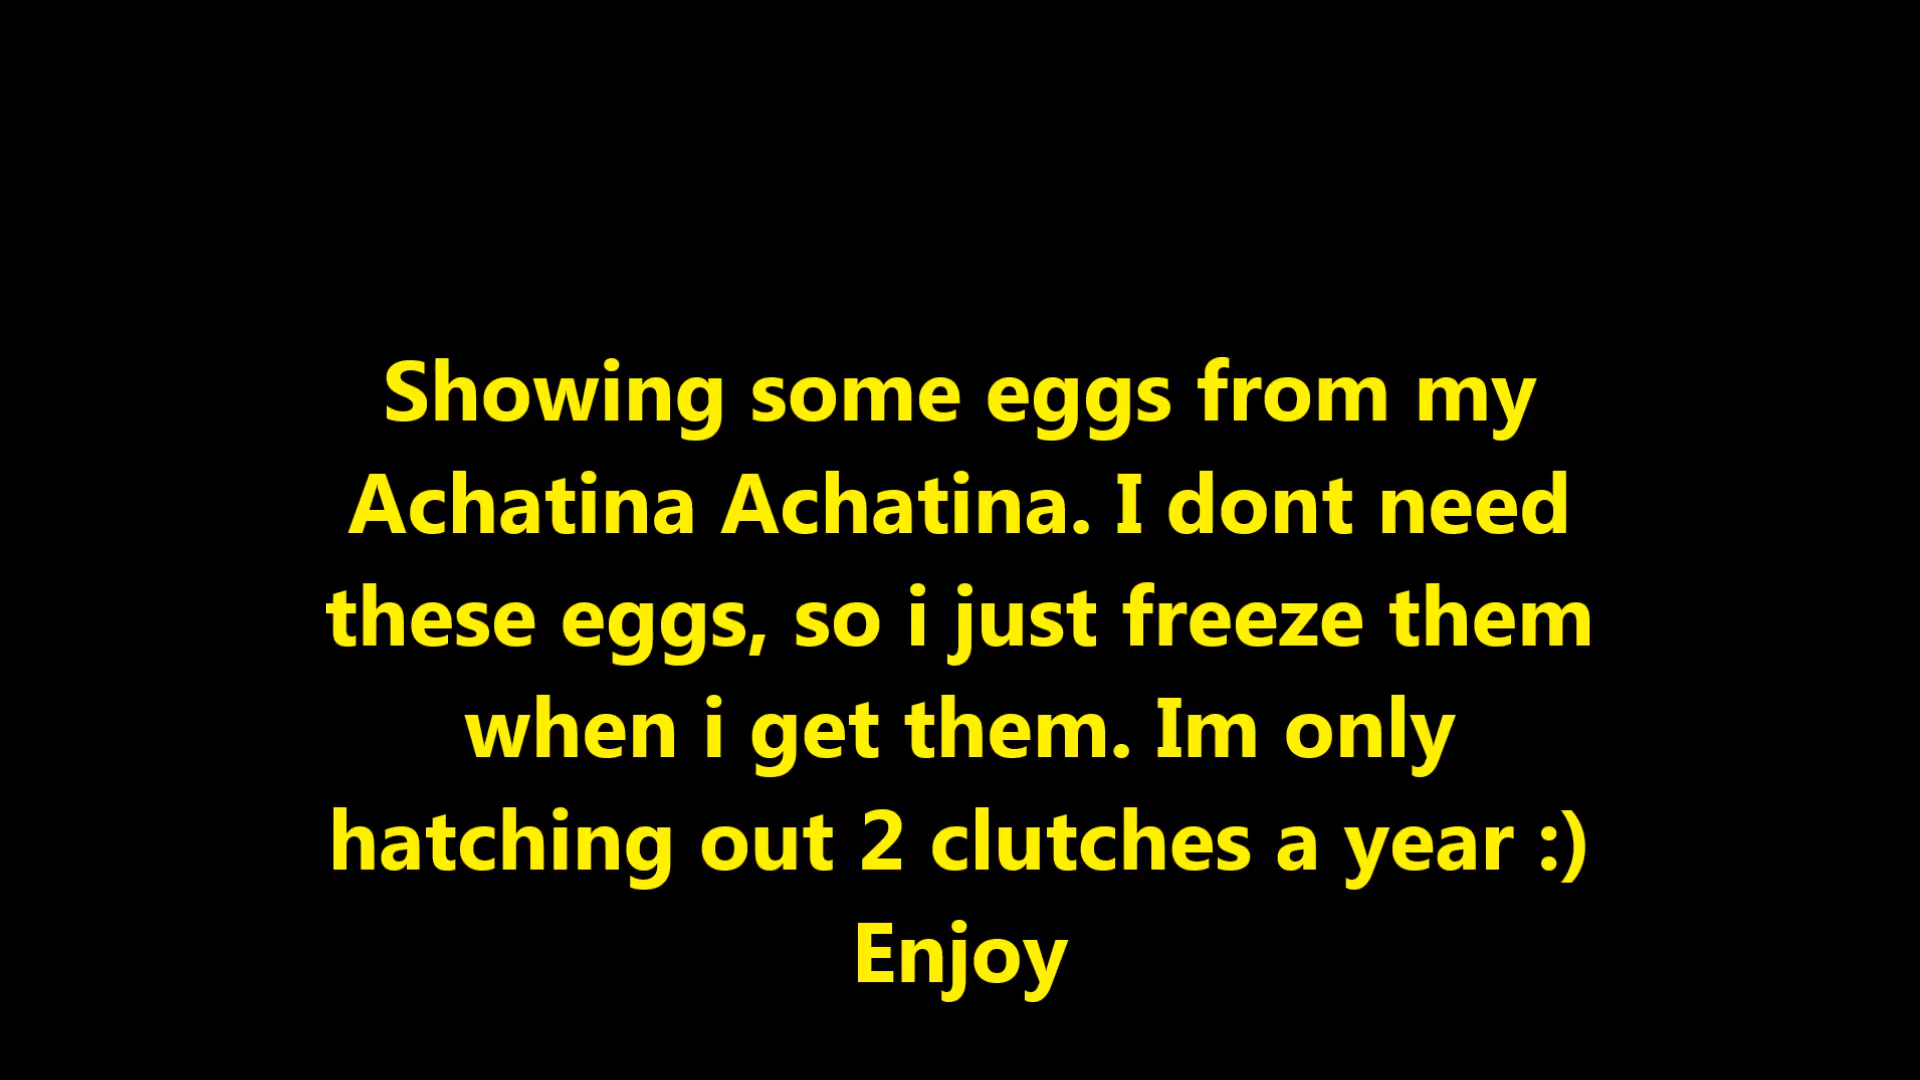 Showing some eggs from my
Achatina Achatina. I dont need
these eggs, so i just freeze them
when i get them. Im only
hatching out 2 clutches a year :)
Enjoy